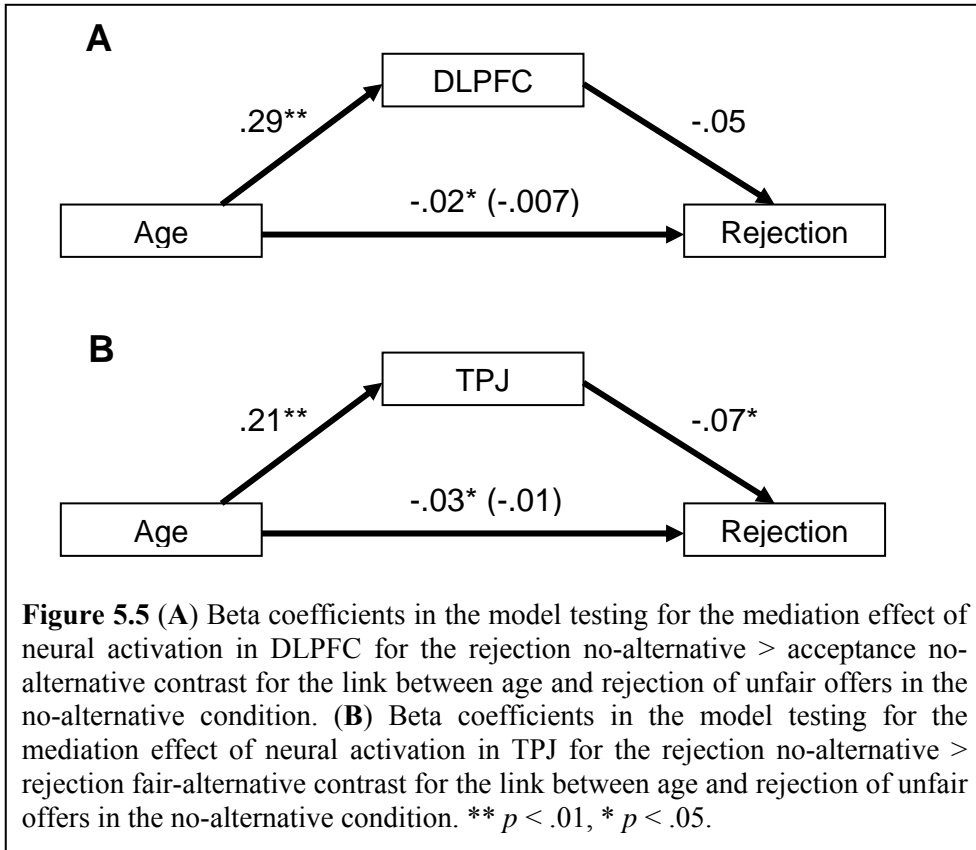 A
DLPFC
.29**
-.05
-.02* (-.007)
Age
Rejection
B
TPJ
.21**
-.07*
-.03* (-.01)
Age
Rejection
Figure 5.5 (A) Beta coefficients in the model testing for the mediation effect of
neural activation in DLPFC for the rejection no-alternative > acceptance no-
alternative contrast for the link between age and rejection of unfair offers in the
no-alternative condition. (B) Beta coefficients in the model testing for the
mediation effect of neural activation in TPJ for the rejection no-alternative >
rejection fair-alternative contrast for the link between age and rejection of unfair
offers in the no-alternative condition. ** p < .01, * p < .05.